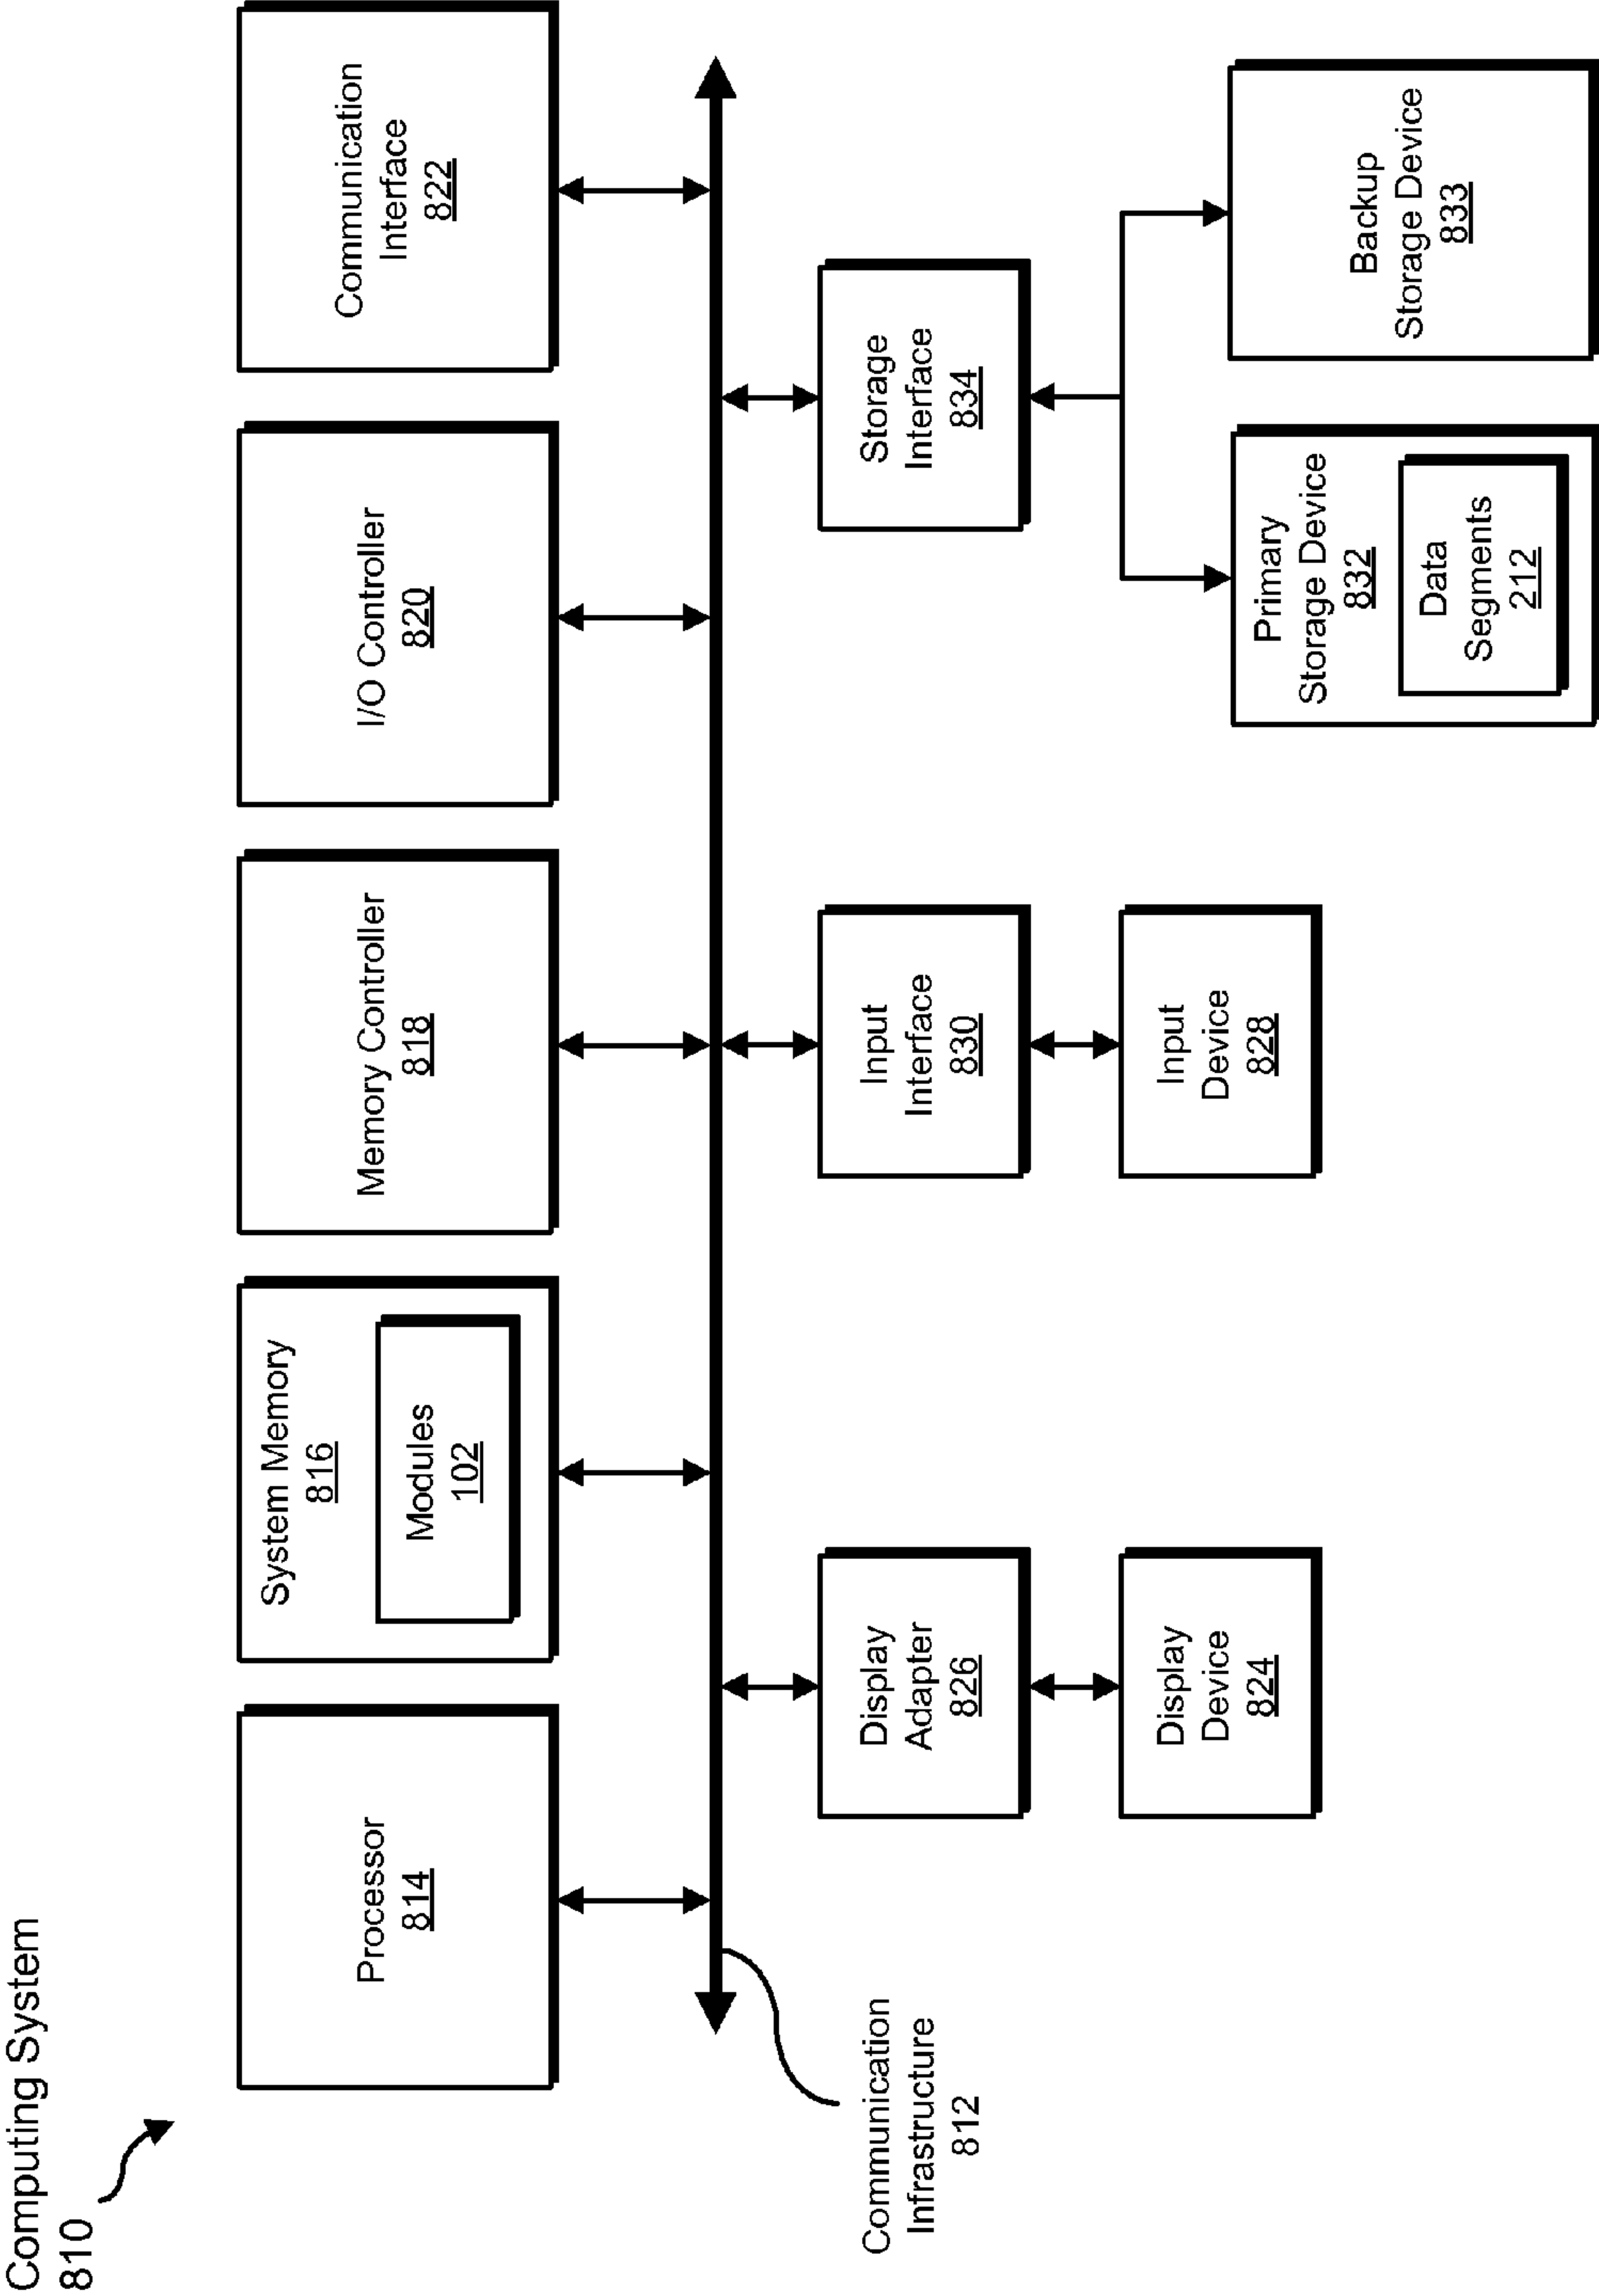 Computing System
810
Processor
814
System Memory
816
Modules
102
Memory Controller
818
I/O Controller
820
Communication
Interface
822
Communication
Infrastructure
812
Display
Adapter
826
Display
Device
824
Input
Interface
830
Input
Device
828
Storage
Interface
834
Primary
Storage Device
832
Data
Segments
212
Backup
Storage Device
833